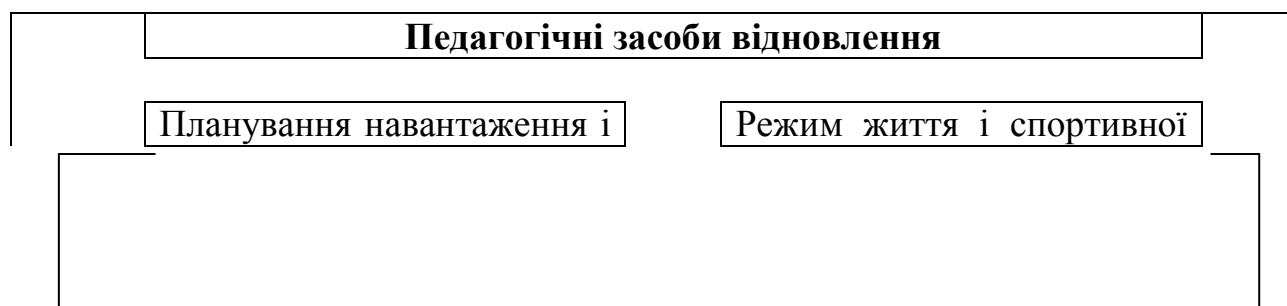 Педагогічні засоби відновлення
Планування навантаження і
Режим життя і спортивної